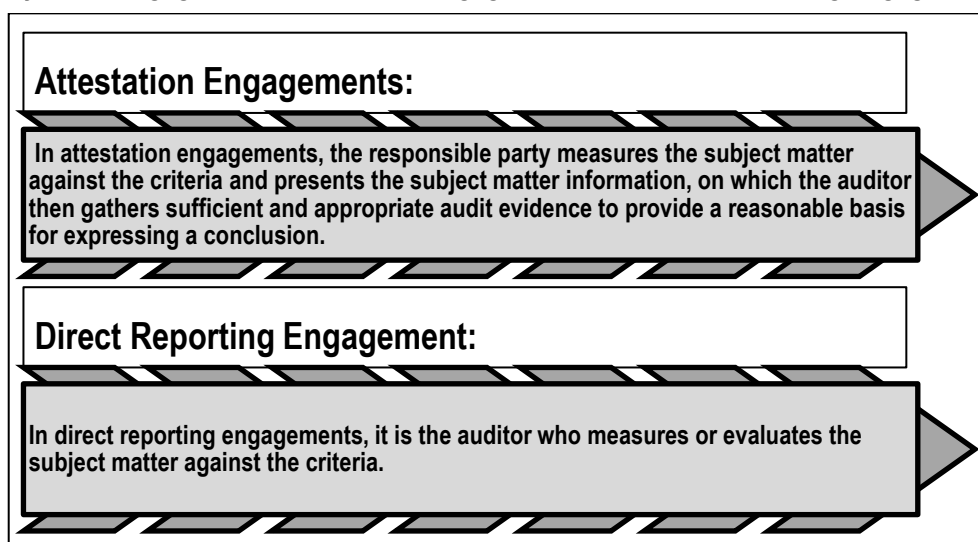 Attestation Engagements:
In attestation engagements, the responsible party measures the subject matter
against the criteria and presents the subject matter information, on which the auditor
then gathers sufficient and appropriate audit evidence to provide a reasonable basis
for expressing a conclusion.
Direct Reporting Engagement:
In direct reporting engagements, it is the auditor who measures or evaluates the
subject matter against the criteria.